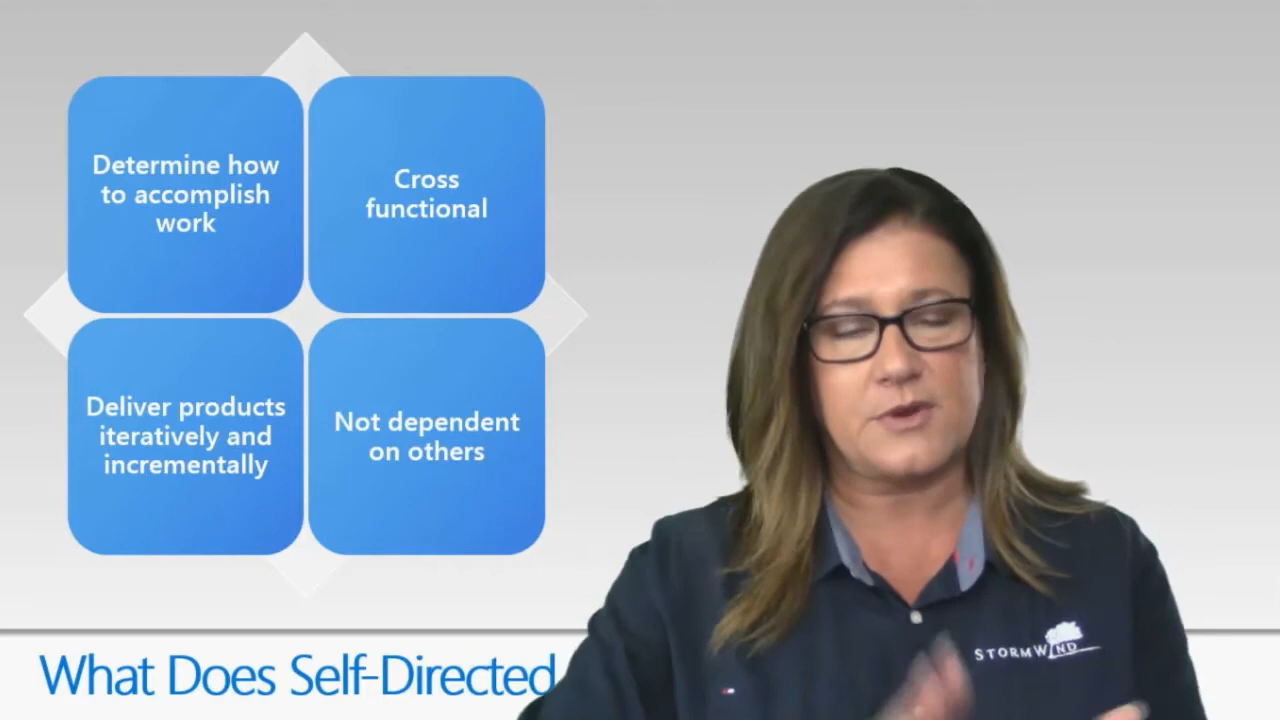 Determine how
to accomplish
work
Cross
functional
Deliver products
iteratively and
incrementally
Not dependent
on others
What Does Self-Directed
STORMWIND